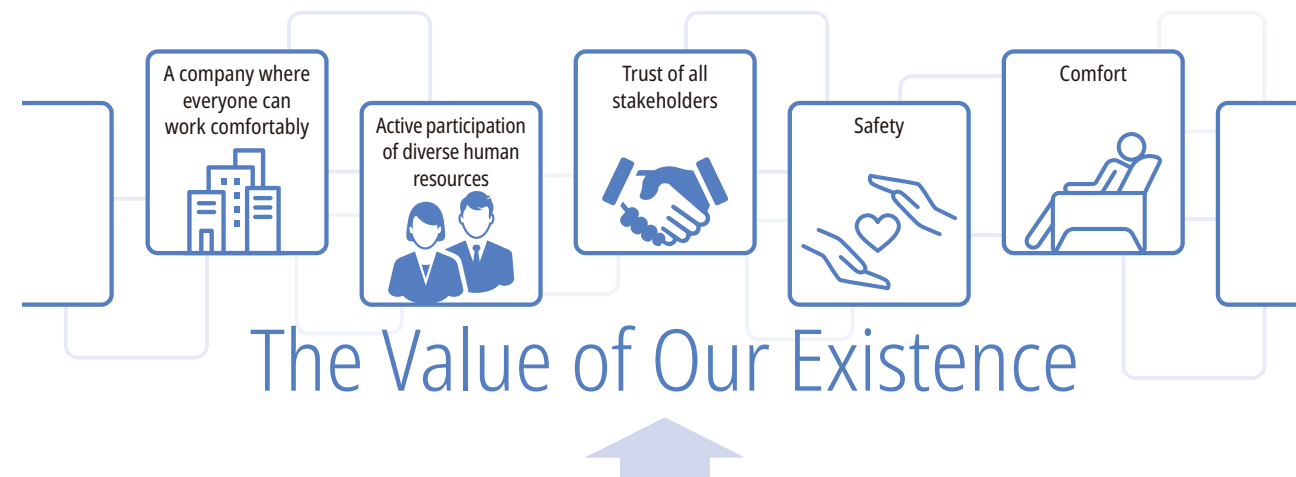 A company where
everyone can
work comfortably
Active participation
of diverse human
resources
Trust of all
stakeholders
Safety
Comfort
The Value of Our Existence